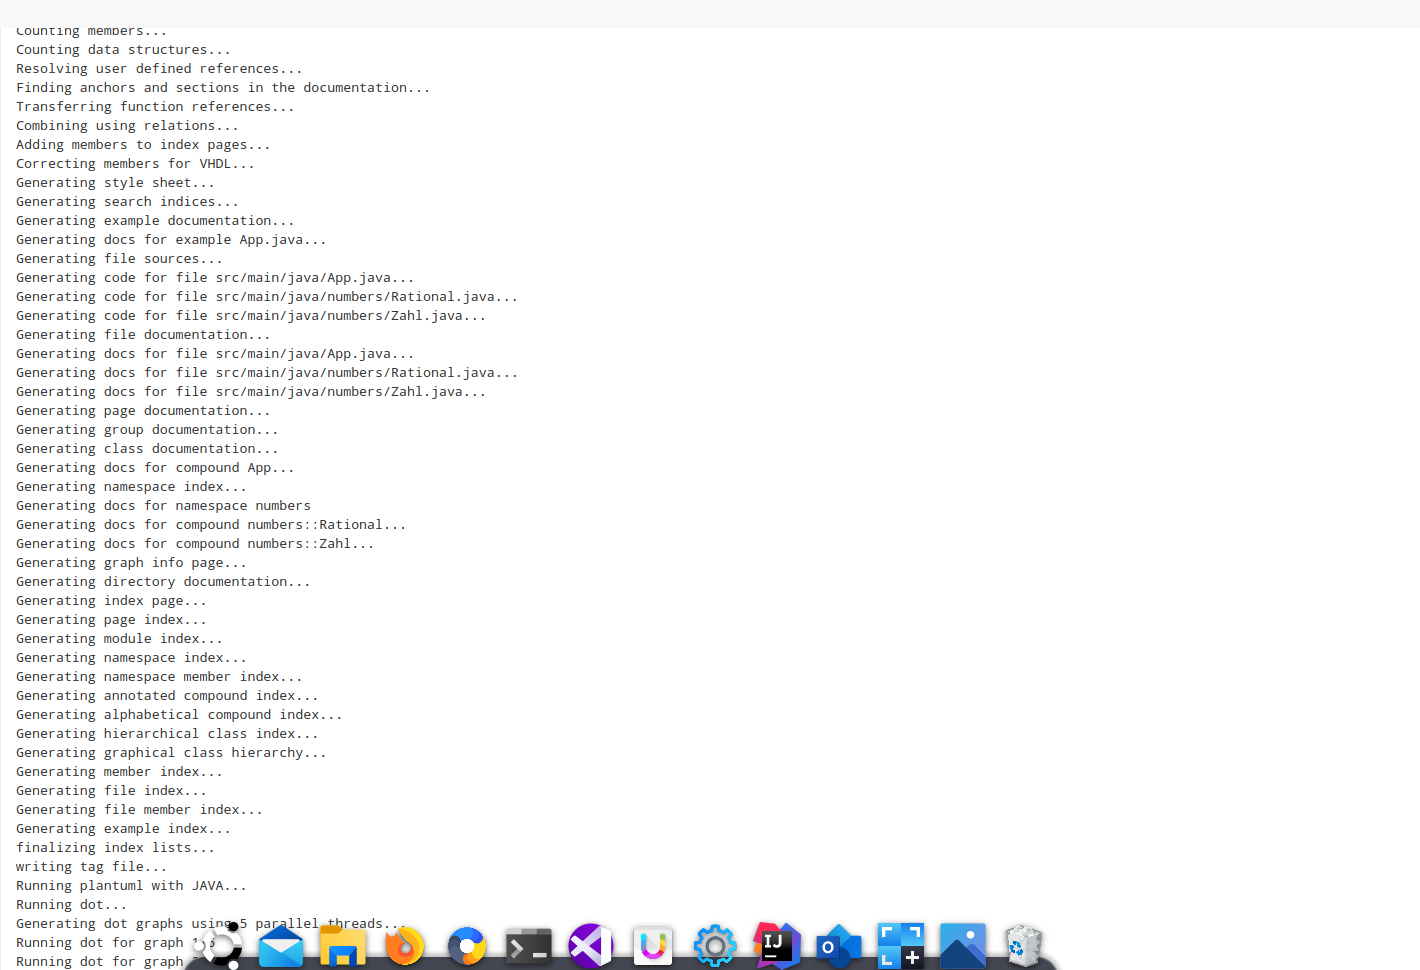 Counting members...
Counting data structures...
Resolving user defined references...
Finding anchors and sections in the documentation...
Transferring function references...
Combining using relations...
Adding members to index pages...
Correcting members for VHDL...
Generating style sheet...
Generating search indices...
Generating example documentation...
Generating docs for example App.java...
Generating file sources...
Generating code for file src/main/java/App.java...
Generating code for file src/main/java/numbers/Rational.java...
Generating code for file src/main/java/numbers/Zahl.java...
Generating file documentation...
Generating docs for file src/main/java/App.java...
Generating docs for file src/main/java/numbers/Rational.java...
Generating docs for file src/main/java/numbers/Zahl.java...
Generating page documentation...
Generating group documentation...
Generating class documentation...
Generating docs for compound App...
Generating namespace index...
Generating docs for namespace numbers
Generating docs for compound numbers::Rational...
Generating docs for compound numbers::Zahl...
Generating graph info page...
Generating directory documentation...
Generating index page...
Generating page index...
Generating module index...
Generating namespace index...
Generating namespace member index...
Generating annotated compound index...
Generating alphabetical compound index...
Generating hierarchical class index...
Generating graphical class hierarchy...
Generating member index...
Generating file index...
Generating file member index...
Generating example index...
finalizing index lists...
writing tag file...
Running plantuml with JAVA...
Running dot...
Generating dot graphs using 5 parallel threads...
Running dot for graph
Running dot for graph
IJ
O